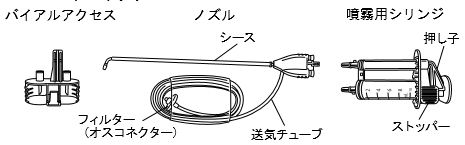 バイアルアクセス
ノズル
噴霧用シリンジ
シース
押し子
フィルター
(オスコネクター)
送気チューブ
ストッパー